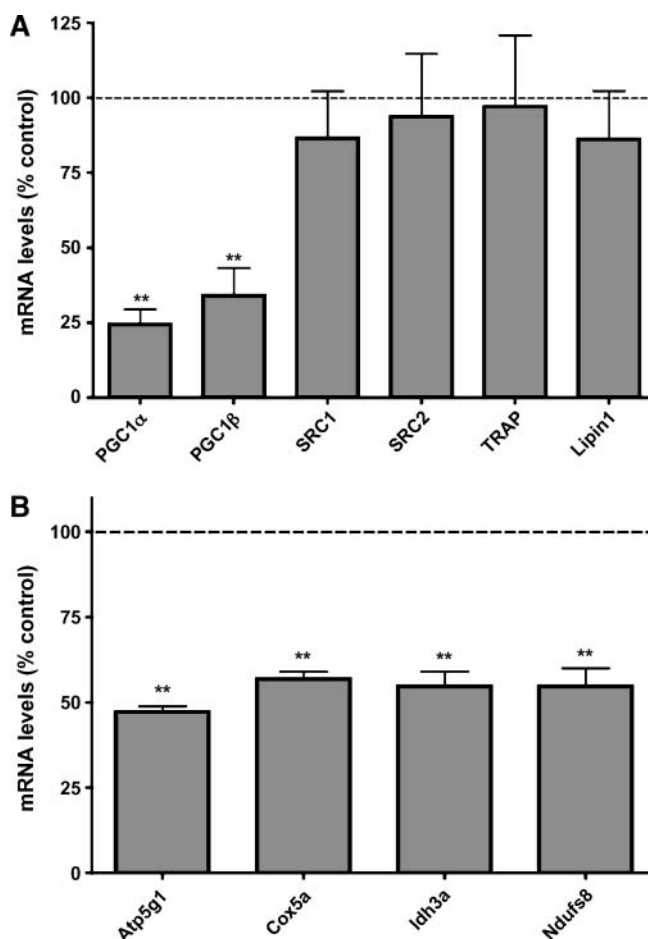 A
mRNA levels (% control)
125
100
75
50
25
0
**
**
PGC1α
PGC1β
SRC1
SRC2
TRAP
Lipin1
B
mRNA levels (% control)
100
75
50
25
0
**
**
**
**
Atp5g1
Cox5a
Idh3a
Ndufs8